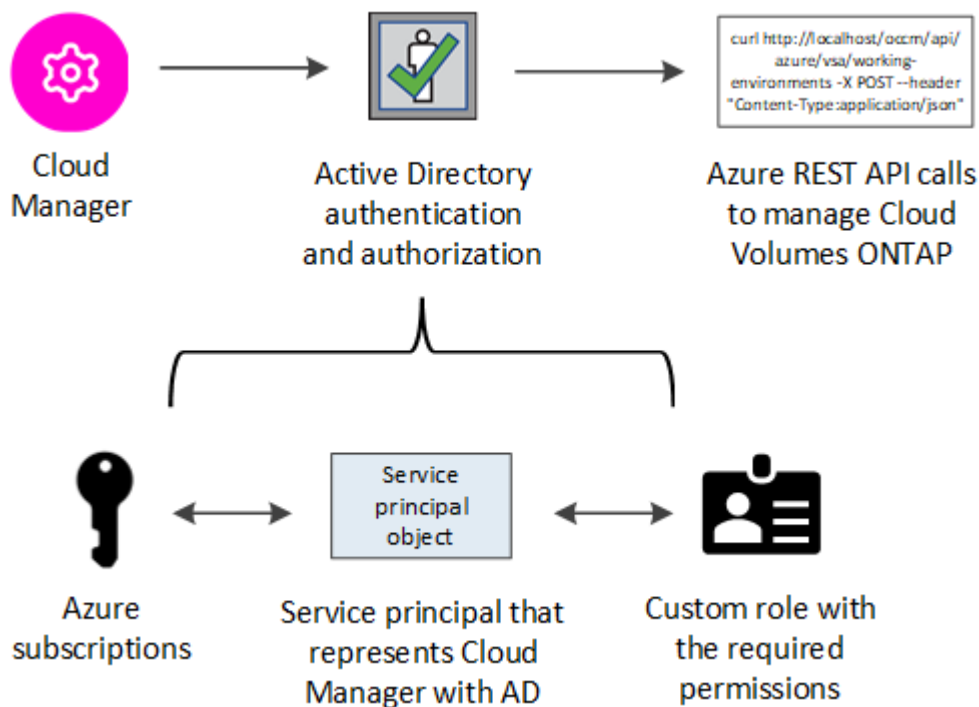 curl http://localhost/occm/api/
azure/vsa/working-
environments -X POST --header
"Content-Type:application/json"
Cloud
Manager
Active Directory
authentication
and authorization
Azure REST API calls
to manage Cloud
Volumes ONTAP
Service
principal
object
Azure
subscriptions
Service principal that
represents Cloud
Manager with AD
Custom role with
the required
permissions